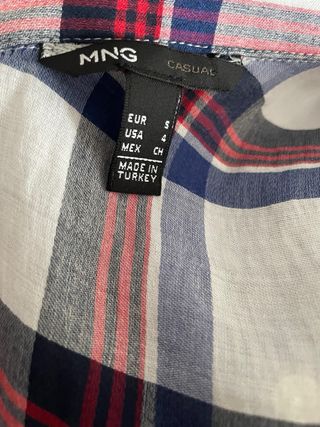 MNG CASUAL
EUR S
USA 4
MEX CH
MADE IN
TURKEY